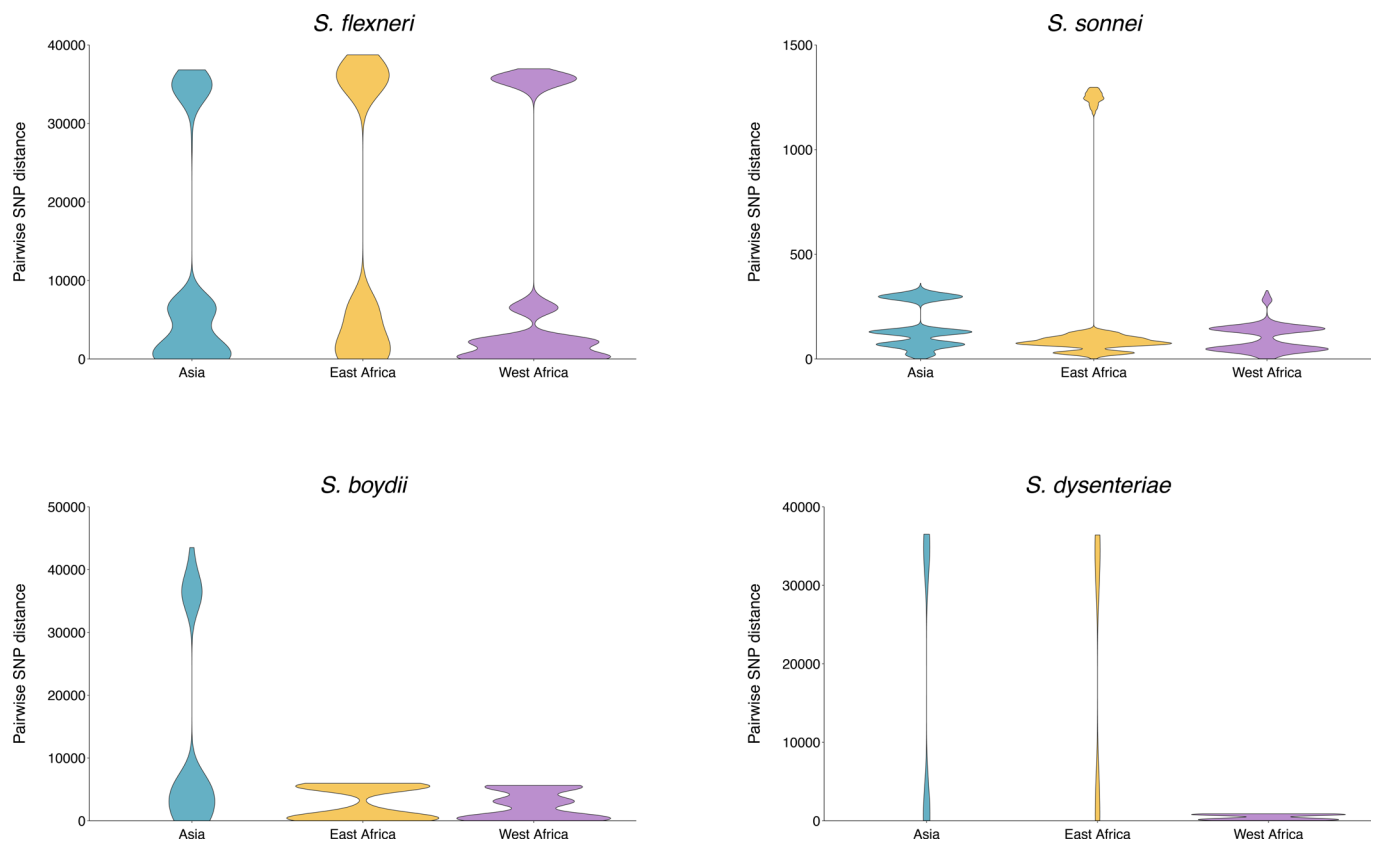 S. flexneri
Pairwise SNP distance
40000
30000
20000
10000
0
Asia East Africa West Africa
S. sonnei
Pairwise SNP distance
1500
1000
500
0
Asia East Africa West Africa
S. boydii
Pairwise SNP distance
50000
40000
30000
20000
10000
0
Asia East Africa West Africa
S. dysenteriae
Pairwise SNP distance
40000
30000
20000
10000
0
Asia East Africa West Africa